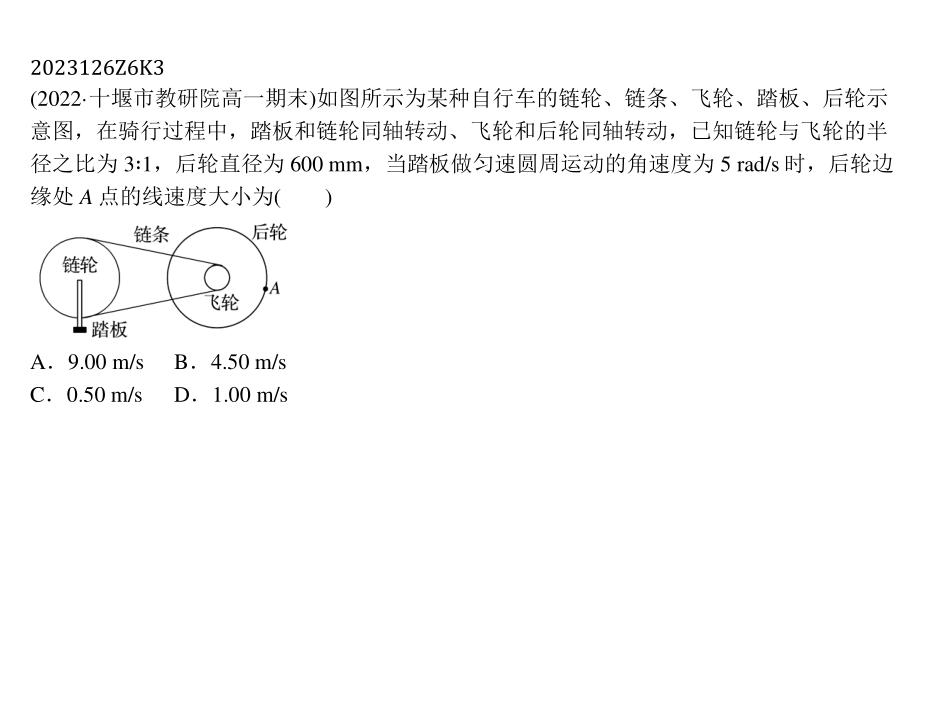 2023126Z6K3
(2022·十堰市教研院高一期末)如图所示为某种自行车的链轮、链条、飞轮、踏板、后轮示
意图，在骑行过程中，踏板和链轮同轴转动、飞轮和后轮同轴转动，已知链轮与飞轮的半
径之比为 3∶1，后轮直径为 600 mm，当踏板做匀速圆周运动的角速度为 5 rad/s 时，后轮边
缘处 A 点的线速度大小为(　　)
链条
后轮
链轮
A
飞轮
踏板
A．9.00 m/s　B．4.50 m/s
C．0.50 m/s　D．1.00 m/s